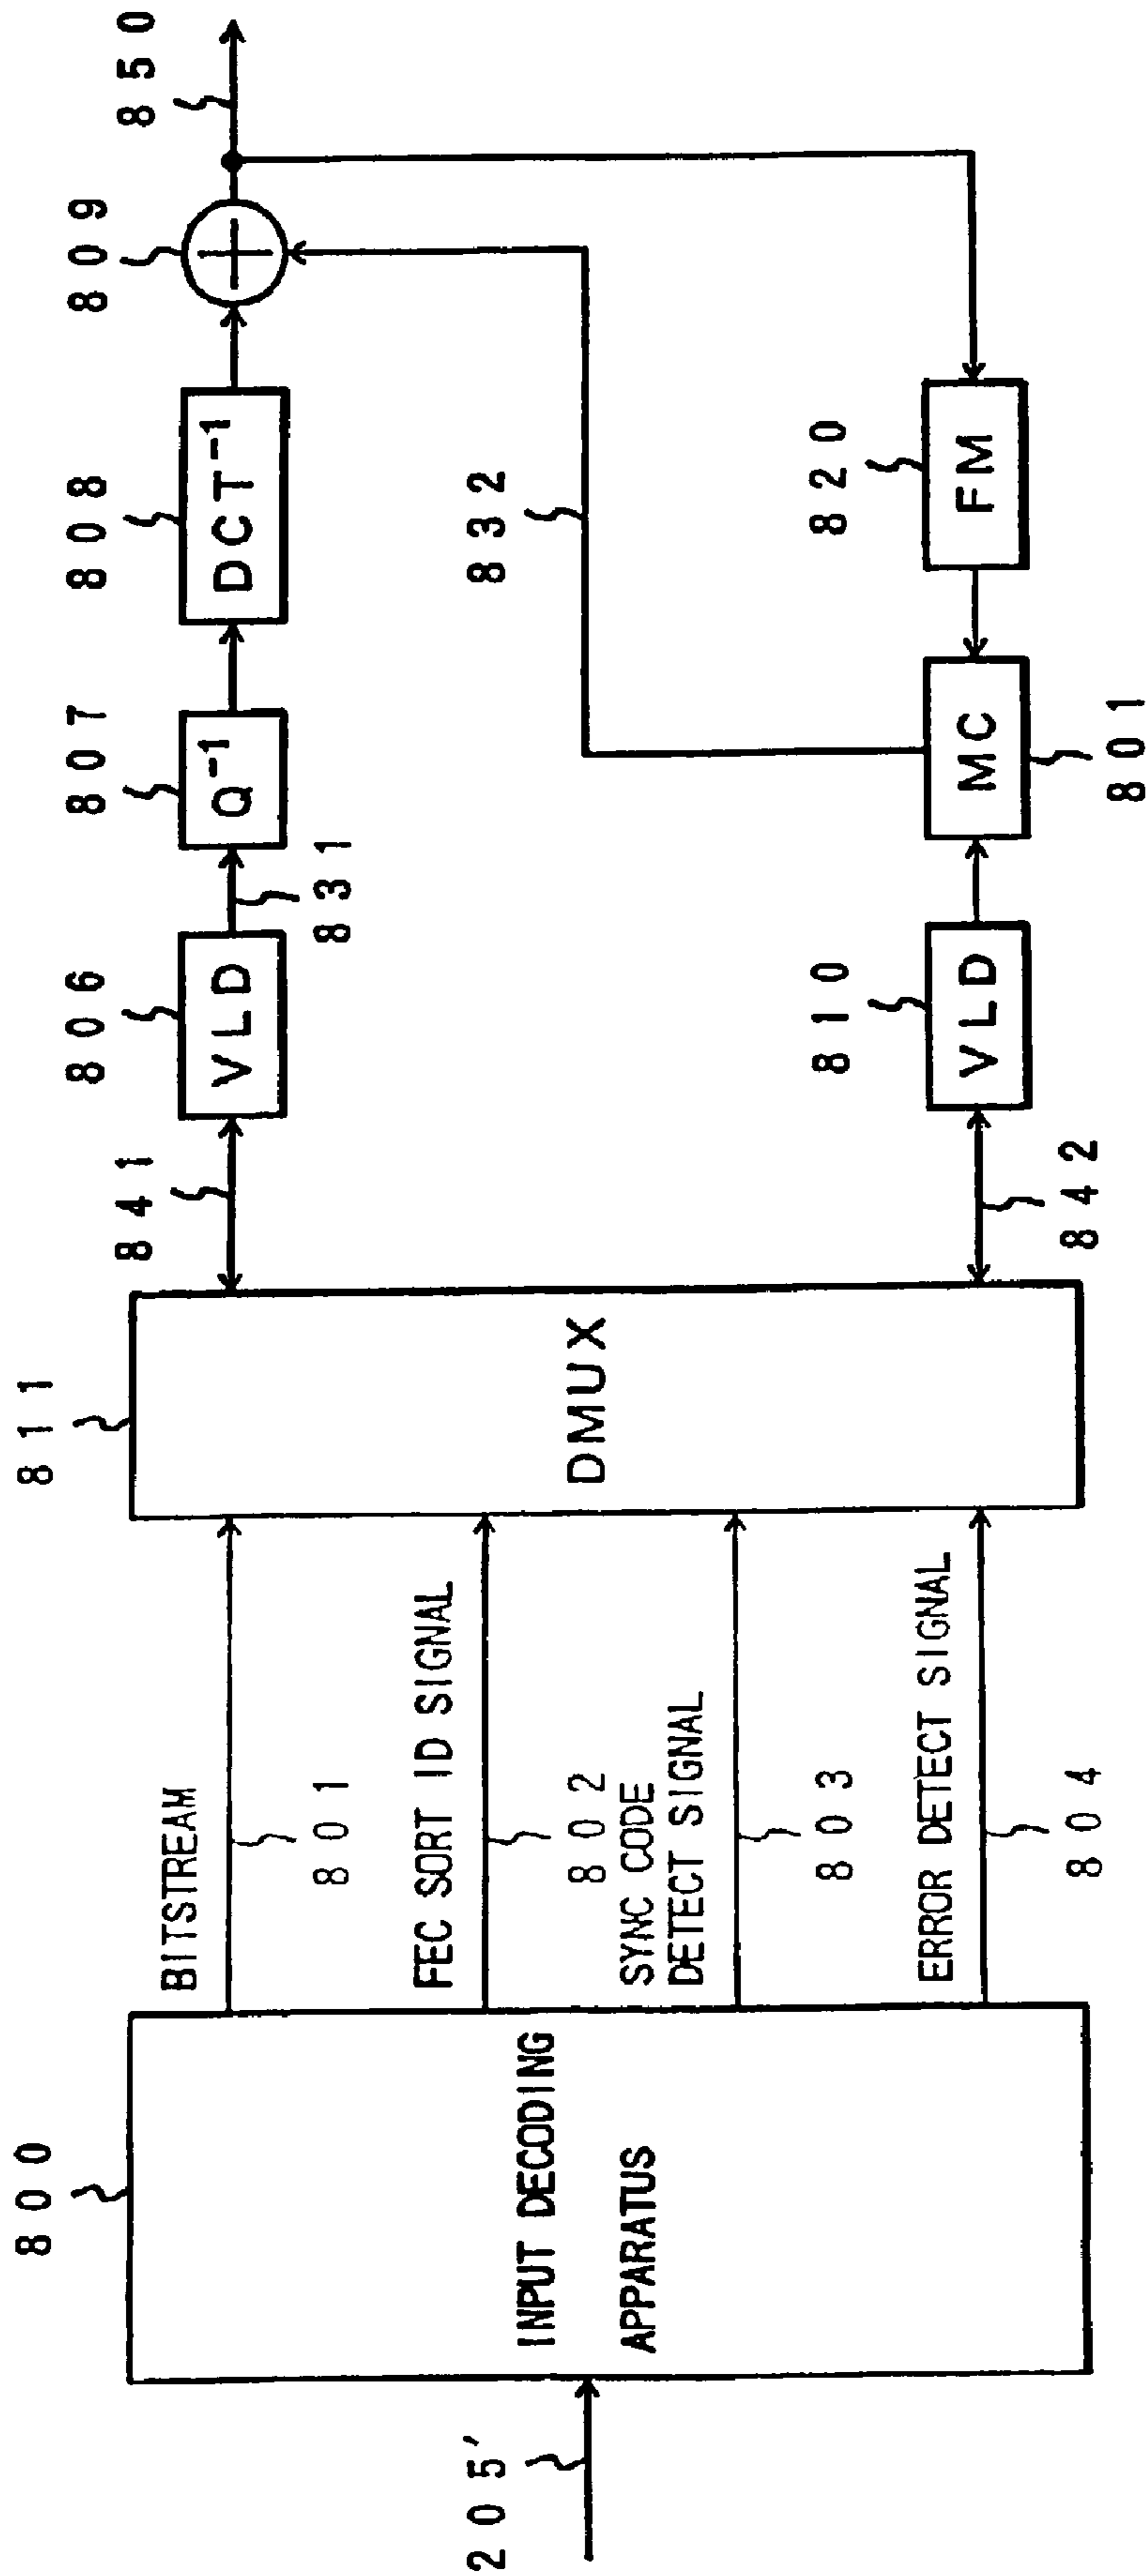 205'
800
INPUT DECODING
APPARATUS
BITSTREAM
801
FEC SORT ID SIGNAL
802
SYNC CODE
DETECT SIGNAL
803
ERROR DETECT SIGNAL
804
811
DMUX
841
806
VLD
831
807
Q⁻¹
808
DCT⁻¹
809
850
832
842
810
VLD
MC
801
820
FM